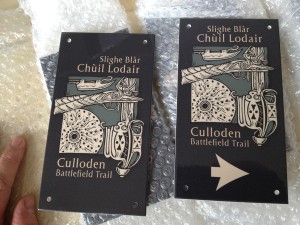 Slighe Blàr
Chùil Lodair
Culloden
Battlefield Trail
Slighe Blàr
Chùil Lodair
Culloden
Battlefield Trail